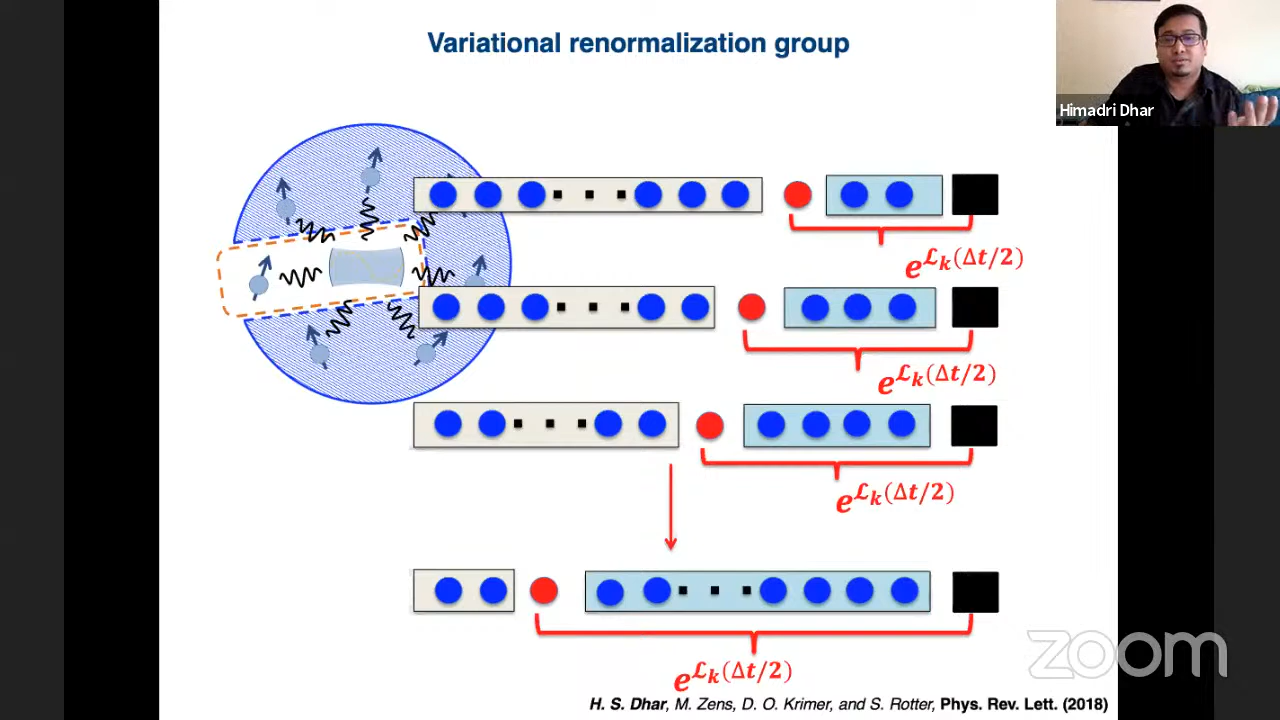 Variational renormalization group
Himadri Dhar
e^{ℒ_k(Δt/2)}
e^{ℒ_k(Δt/2)}
e^{ℒ_k(Δt/2)}
e^{ℒ_k(Δt/2)}
zoom
H. S. Dhar, M. Zens, D. O. Krimer, and S. Rotter, Phys. Rev. Lett. (2018)